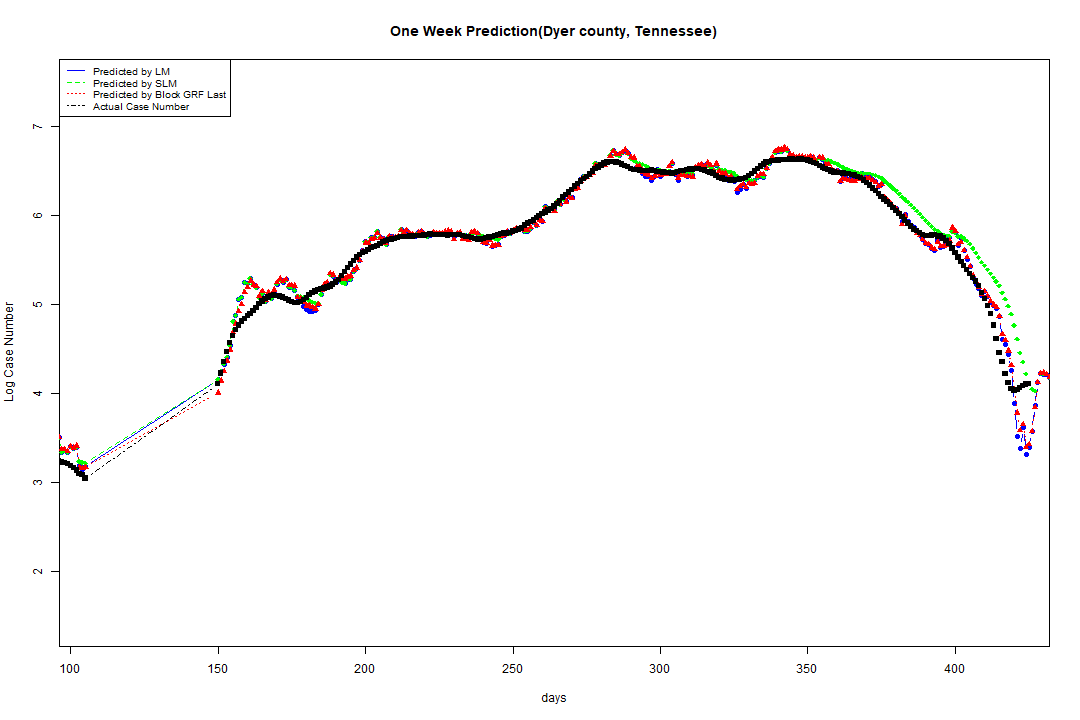 One Week Prediction(Dyer county, Tennessee)
Predicted by LM
Predicted by SLM
Predicted by Block GRF Last
Actual Case Number
7
6
5
4
3
2
Log Case Number
100 150 200 250 300 350 400
days